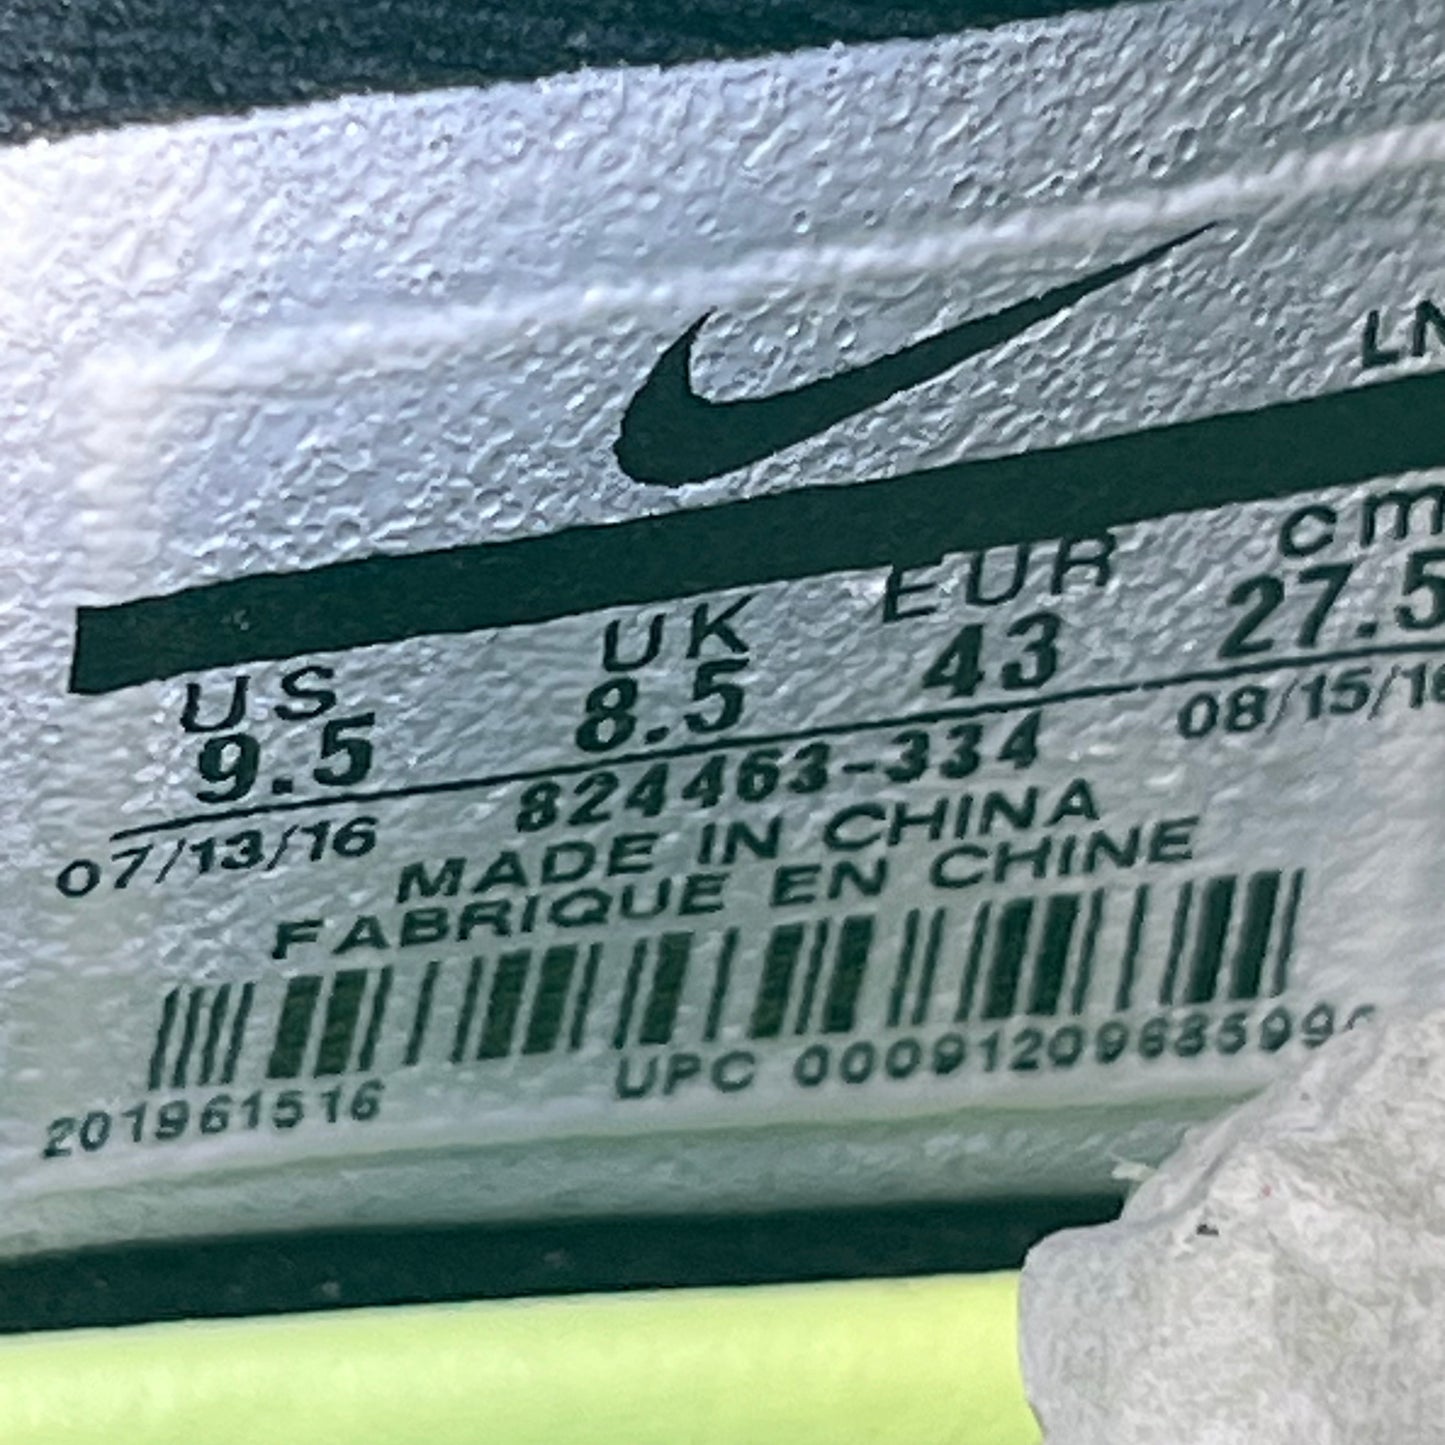 LN
US UK EUR cm
9.5 8.5 43 27.5
07/13/16 824463-334 08/15/16
MADE IN CHINA
FABRIQUE EN CHINE
201961516 UPC